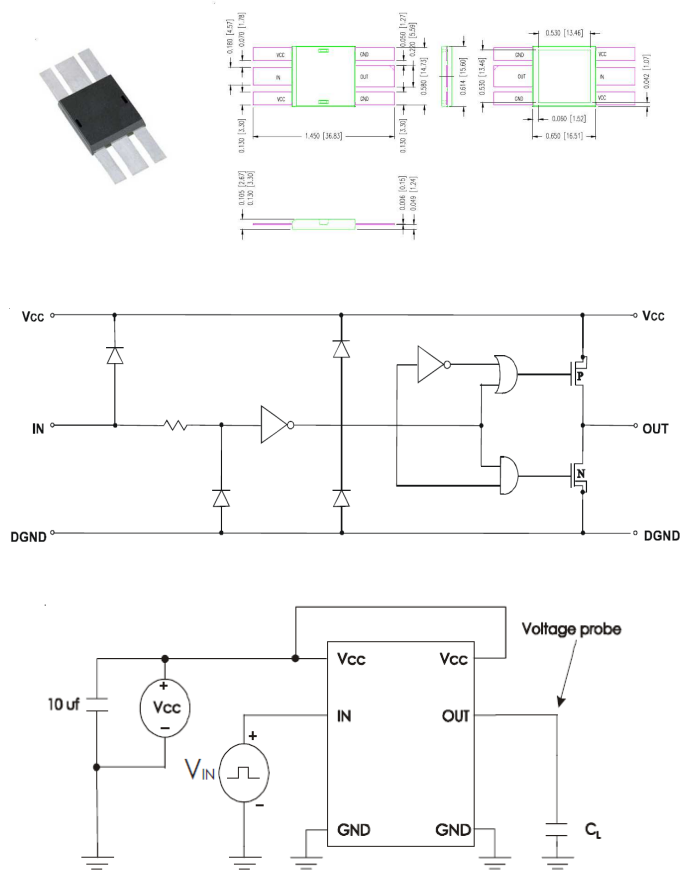 0.180 [4.57]
0.070 [1.78]
0.050 [1.27]
0.220 [5.59]
0.580 [14.73]
0.614 [15.60]
VCC
GND
IN
OUT
VCC
GND
0.130 [3.30]
1.450 [36.83]
0.130 [3.30]
0.530 [13.46]
0.530 [13.46]
GND
VCC
OUT
IN
GND
VCC
0.042 [1.07]
0.060 [1.52]
0.650 [16.51]
0.105 [2.67]
0.130 [3.30]
0.006 [0.15]
0.049 [1.24]
Vcc
Vcc
P
IN
OUT
N
DGND
DGND
Voltage probe
Vcc
Vcc
10 uf
+
Vcc
−
IN
OUT
+
VIN
−
GND
GND
CL